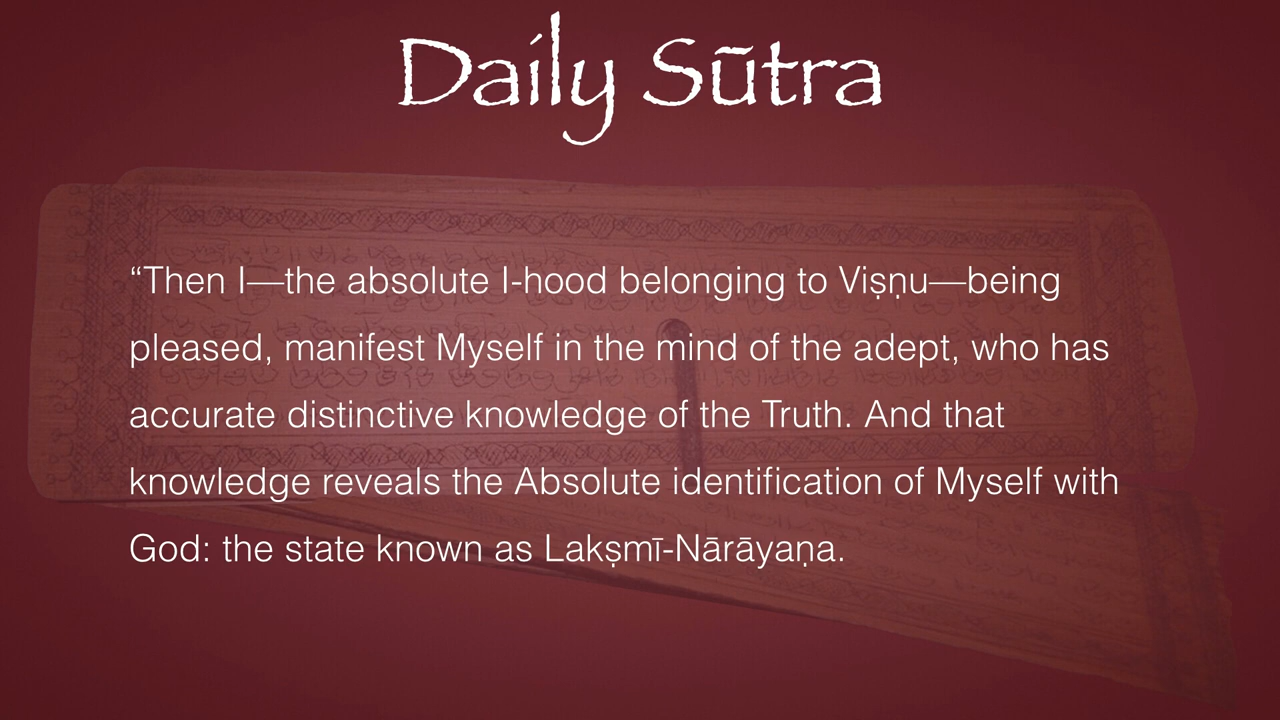 Daily Sūtra
“Then I—the absolute I-hood belonging to Viṣṇu—being
pleased, manifest Myself in the mind of the adept, who has
accurate distinctive knowledge of the Truth. And that
knowledge reveals the Absolute identification of Myself with
God: the state known as Lakṣmī-Nārāyaṇa.